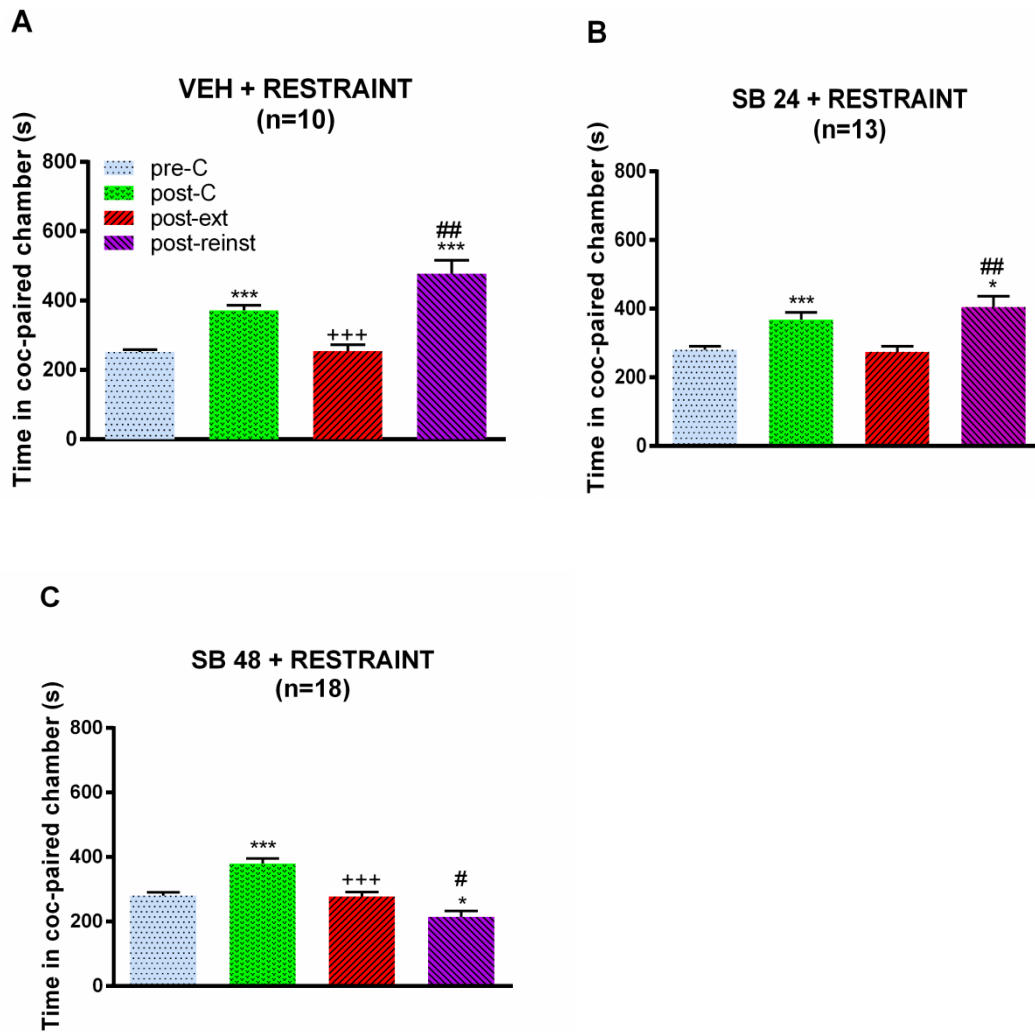 A
VEH + RESTRAINT
(n=10)
Time in coc-paired chamber (s)
800
600
400
200
0
pre-C
post-C
post-ext
post-reinst
***
+++
##
***
B
SB 24 + RESTRAINT
(n=13)
Time in coc-paired chamber (s)
800
600
400
200
0
***
##
*
C
SB 48 + RESTRAINT
(n=18)
Time in coc-paired chamber (s)
800
600
400
200
0
***
+++
#
*